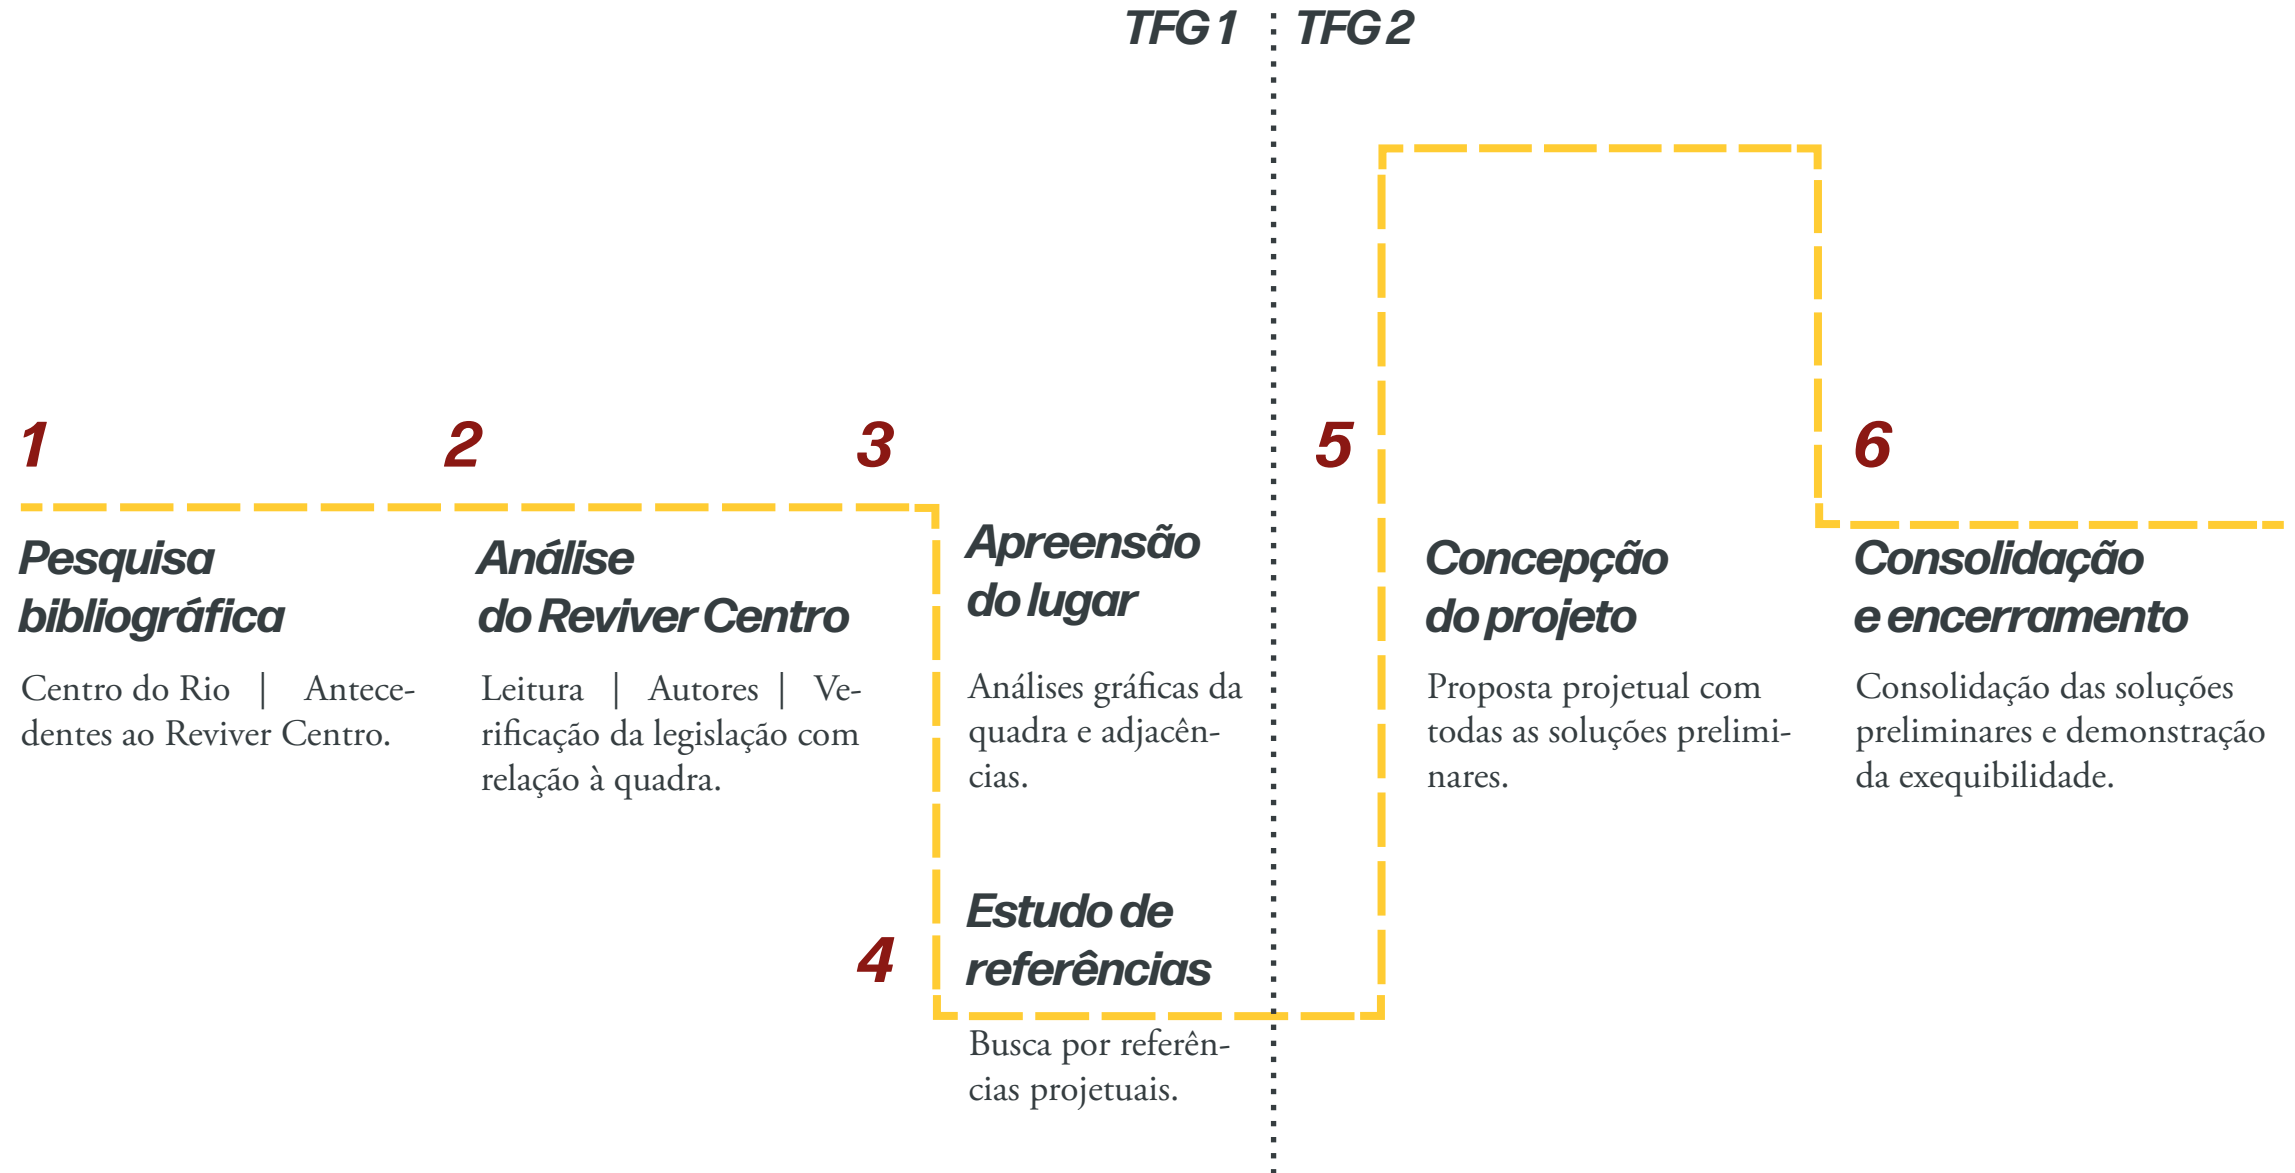 TFG 1
TFG 2
1
Pesquisa
bibliográfica
Centro do Rio | Antece-
dentes ao Reviver Centro.
2
Análise
do Reviver Centro
Leitura | Autores | Ve-
rificação da legislação com
relação à quadra.
3
Apreensão
do lugar
Análises gráficas da
quadra e adjacên-
cias.
4
Estudo de
referências
Busca por referên-
cias projetuais.
5
Concepção
do projeto
Proposta projetual com
todas as soluções prelimi-
nares.
6
Consolidação
e encerramento
Consolidação das soluções
preliminares e demonstração
da exequibilidade.